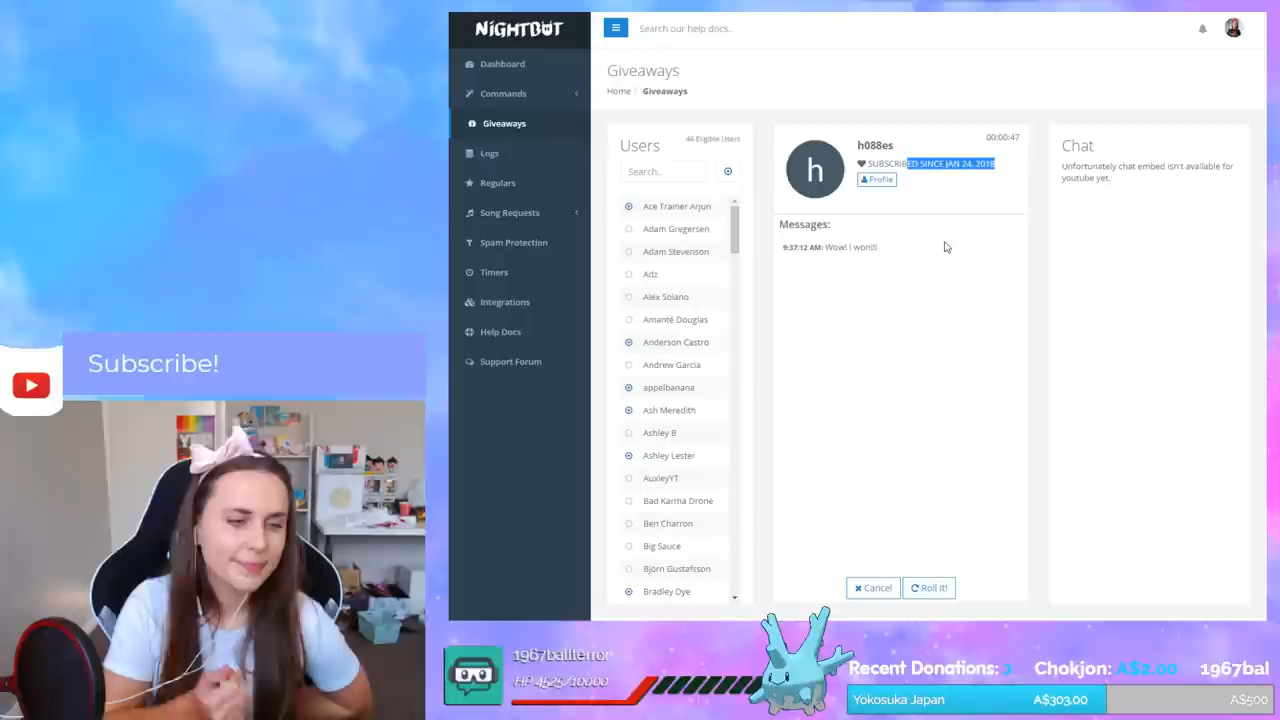 NIGHTBOT
Search our help docs..
Dashboard
Commands
Giveaways
Logs
Regulars
Song Requests
Spam Protection
Timers
Integrations
Help Docs
Support Forum
Giveaways
Home Giveaways
Users
46 Eligible Users
Search..
Ace Trainer Arjun
Adam Gregersen
Adam Stevenson
Adz
Alex Solano
Amanté Douglas
Anderson Castro
Andrew Garcia
appelbanana
Ash Meredith
Ashley B
Ashley Lester
AuxleyYT
Bad Karma Drone
Ben Charron
Big Sauce
Björn Gustafsson
Bradley Dye
h
h088es
00:00:47
SUBSCRIBED SINCE JAN 24, 2018
Profile
Messages:
9:37:12 AM: Wow! I won!!!
Cancel
Roll it!
Chat
Unfortunately chat embed isn't available for
youtube yet.
Subscribe!
1967ballterror
HP 4525/10000
Recent Donations:
Chokjon: A$2.00
1967bal
Yokosuka Japan
A$303.00
A$500